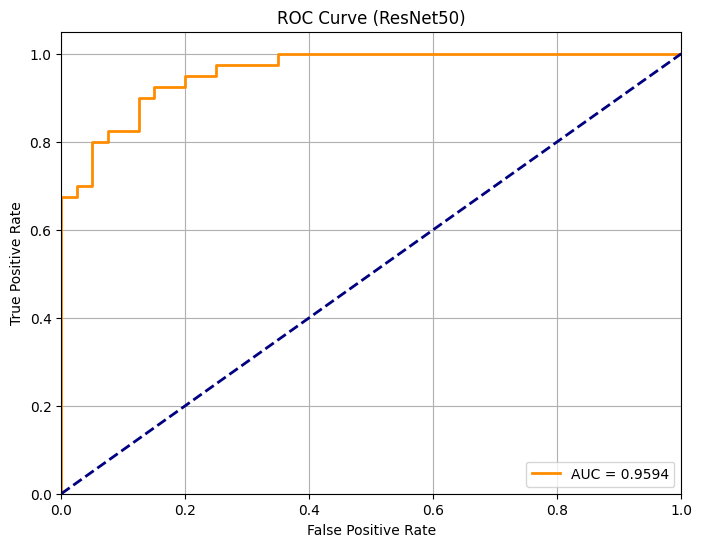 ROC Curve (ResNet50)
True Positive Rate
1.0
0.8
0.6
0.4
0.2
0.0
0.0 0.2 0.4 0.6 0.8 1.0
False Positive Rate
AUC = 0.9594